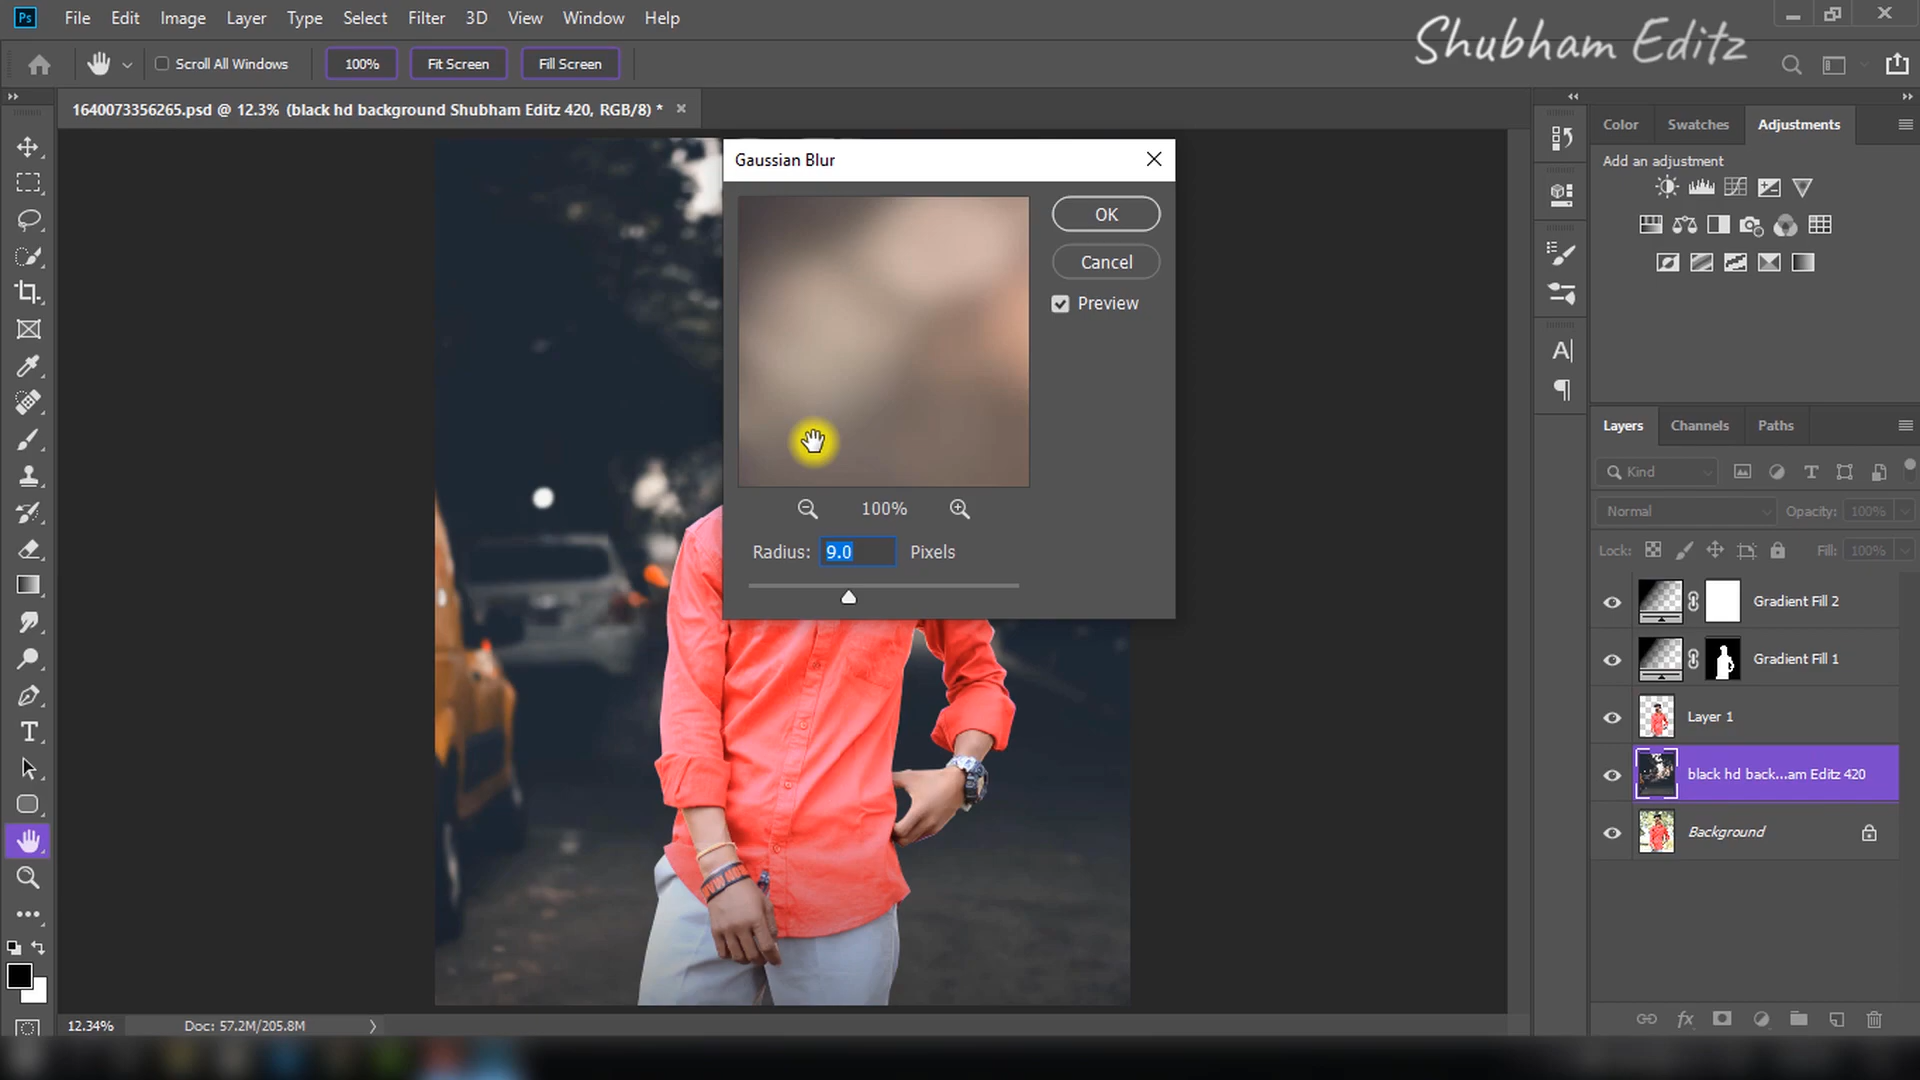 Ps File Edit Image Layer Type Select Filter 3D View Window Help
Shubham Editz
Scroll All Windows 100% Fit Screen Fill Screen
1640073356265.psd @ 12.3% (black hd background Shubham Editz 420, RGB/8) *
Color Swatches Adjustments
Add an adjustment
Gaussian Blur
OK
Cancel
Preview
100%
Radius: 9.0 Pixels
Layers Channels Paths
Kind
Normal Opacity: 100%
Lock: Fill: 100%
Gradient Fill 2
Gradient Fill 1
Layer 1
black hd back...am Editz 420
Background
12.34% Doc: 57.2M/205.8M